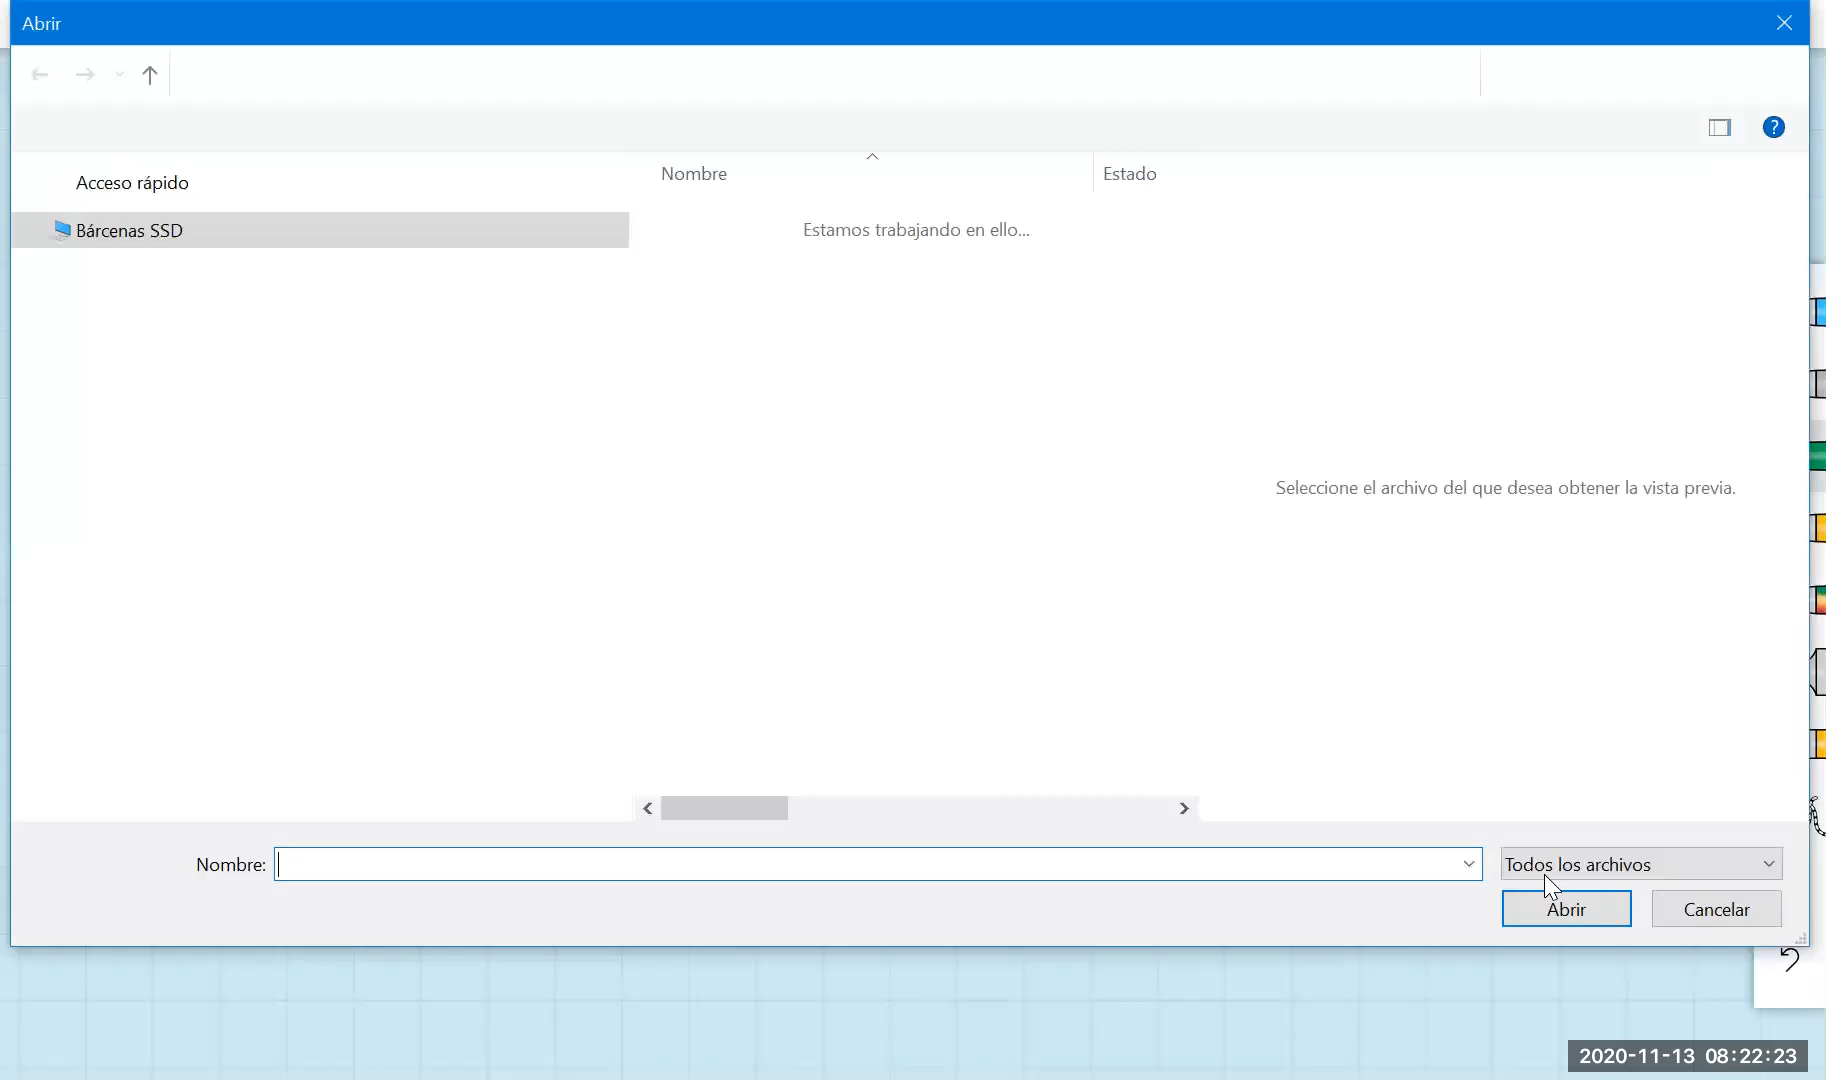 Abrir
?
Acceso rápido
Nombre
Estado
Bárcenas SSD
Estamos trabajando en ello...
Seleccione el archivo del que desea obtener la vista previa.
Nombre:
Todos los archivos
Abrir
Cancelar
2020-11-13 08:22:23